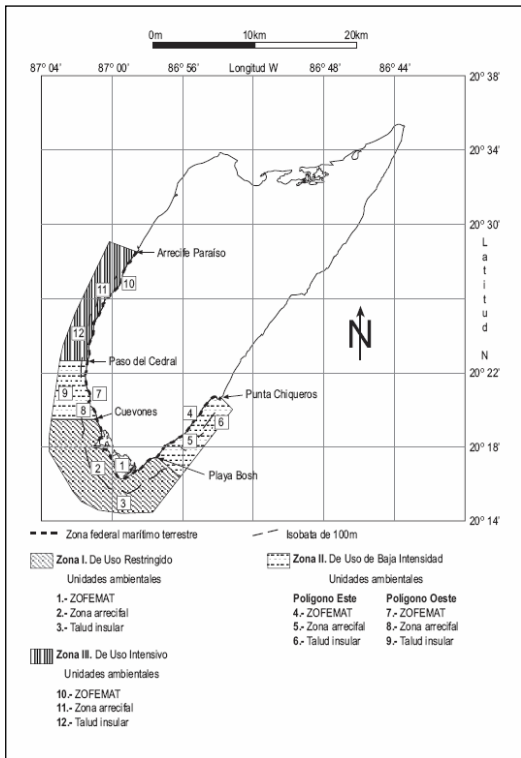 0m 10km 20km
87° 04' 87° 00' 86° 56' Longitud W 86° 48' 86° 44'
20° 38'
20° 34'
20° 30'
Latitud N
Arrecife Paraíso
10
11
12
N
Paso del Cedral
20° 22'
9
7
Punta Chiqueros
8
Cuevones
4
6
5
20° 18'
1
2
Playa Bosh
3
20° 14'
Zona federal marítimo terrestre
Isobata de 100m
Zona I. De Uso Restringido
Unidades ambientales
1.- ZOFEMAT
2.- Zona arrecifal
3.- Talud insular
Zona II. De Uso de Baja Intensidad
Unidades ambientales
Poligono Este Poligono Oeste
4.- ZOFEMAT 7.- ZOFEMAT
5.- Zona arrecifal 8.- Zona arrecifal
6.- Talud insular 9.- Talud insular
Zona III. De Uso Intensivo
Unidades ambientales
10.- ZOFEMAT
11.- Zona arrecifal
12.- Talud insular